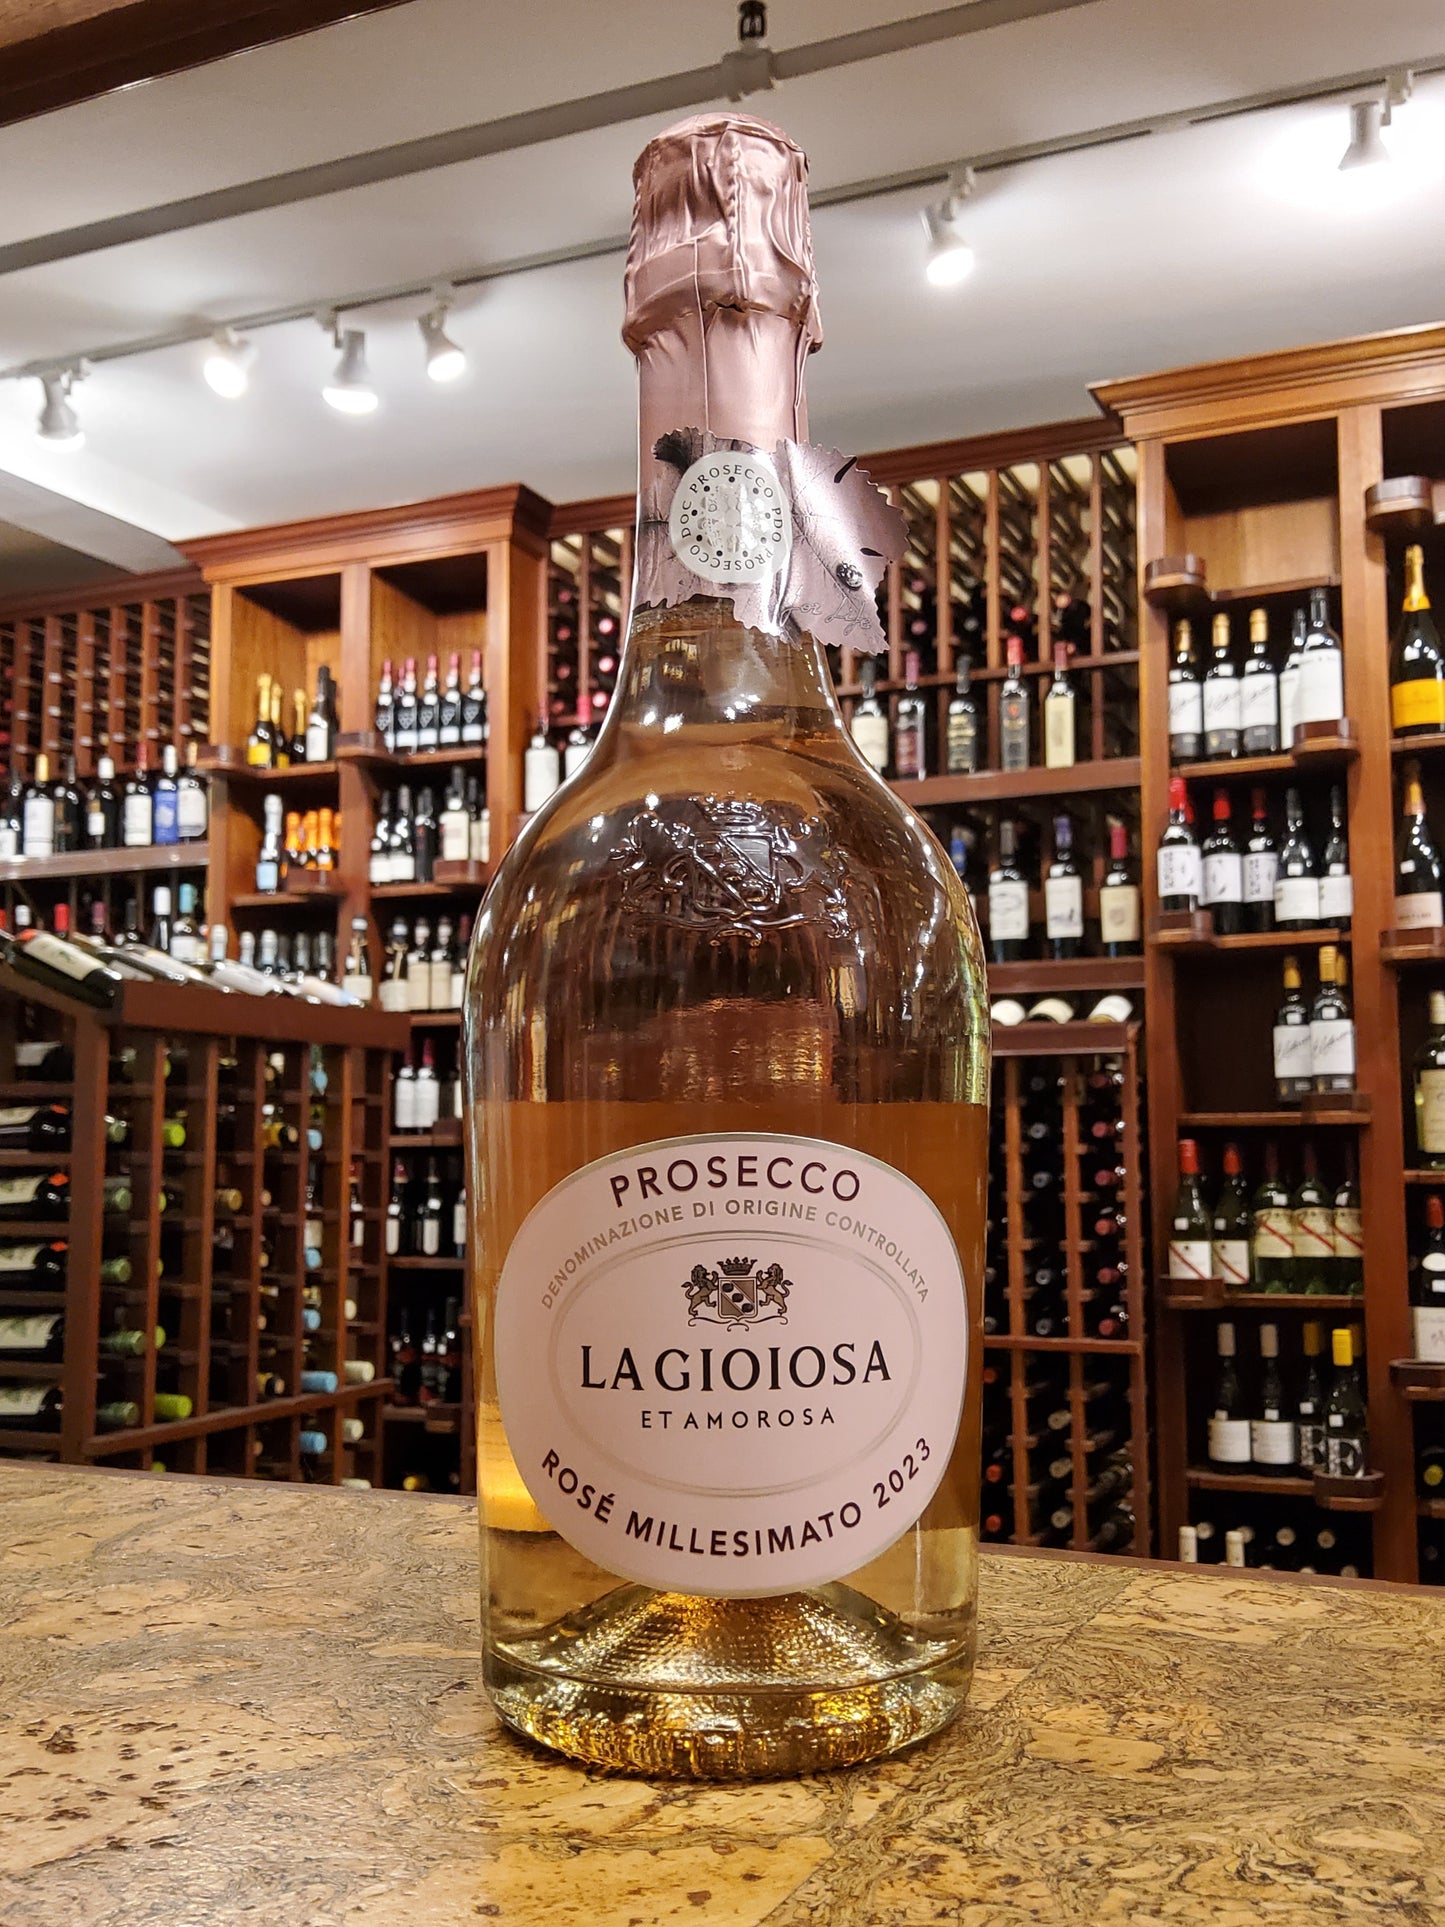 PROSECCO PDO PROSECCO DOC
PROSECCO
DENOMINAZIONE DI ORIGINE CONTROLLATA
LA GIOIOSA
ET AMOROSA
ROSÉ MILLESIMATO 2023